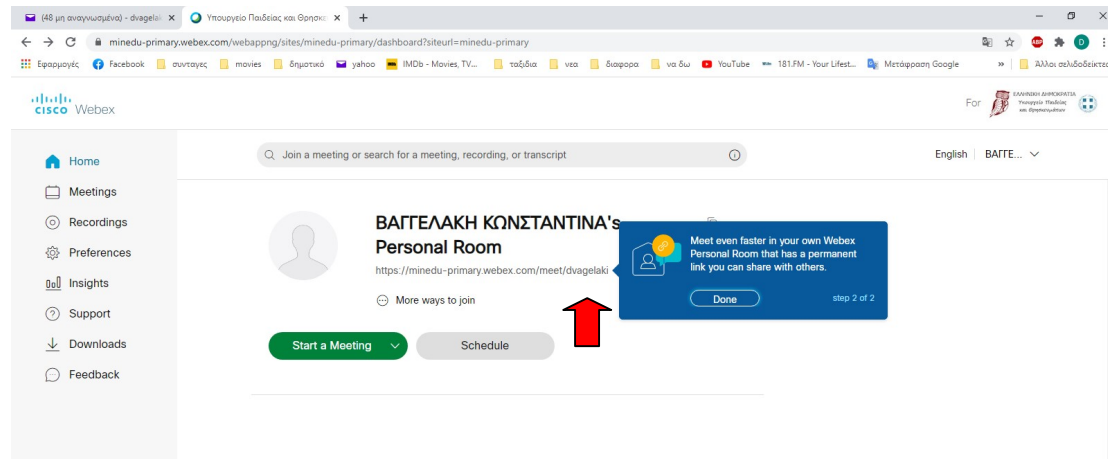 (48 μη αναγνωσμένα) - dvagelak
Υπουργείο Παιδείας και Θρησκε
minedu-primary.webex.com/webappng/sites/minedu-primary/dashboard?siteurl=minedu-primary
ABP
D
Εφαρμογές Facebook συνταγες movies δημοτικό yahoo IMDb - Movies, TV... ταξιδια νεα διαφορα να δω YouTube 181.FM - Your Lifest... Μετάφραση Google » Άλλοι σελιδοδείκτες
cisco Webex
For
ΕΛΛΗΝΙΚΗ ΔΗΜΟΚΡΑΤΙΑ
Υπουργείο Παιδείας
και Θρησκευμάτων
Home
Meetings
Recordings
Preferences
Insights
Support
Downloads
Feedback
Join a meeting or search for a meeting, recording, or transcript
English ΒΑΓΓΕ...
ΒΑΓΓΕΛΑΚΗ ΚΩΝΣΤΑΝΤΙΝΑ's
Personal Room
https://minedu-primary.webex.com/meet/dvagelaki
More ways to join
Start a Meeting
Schedule
Meet even faster in your own Webex
Personal Room that has a permanent
link you can share with others.
Done
step 2 of 2